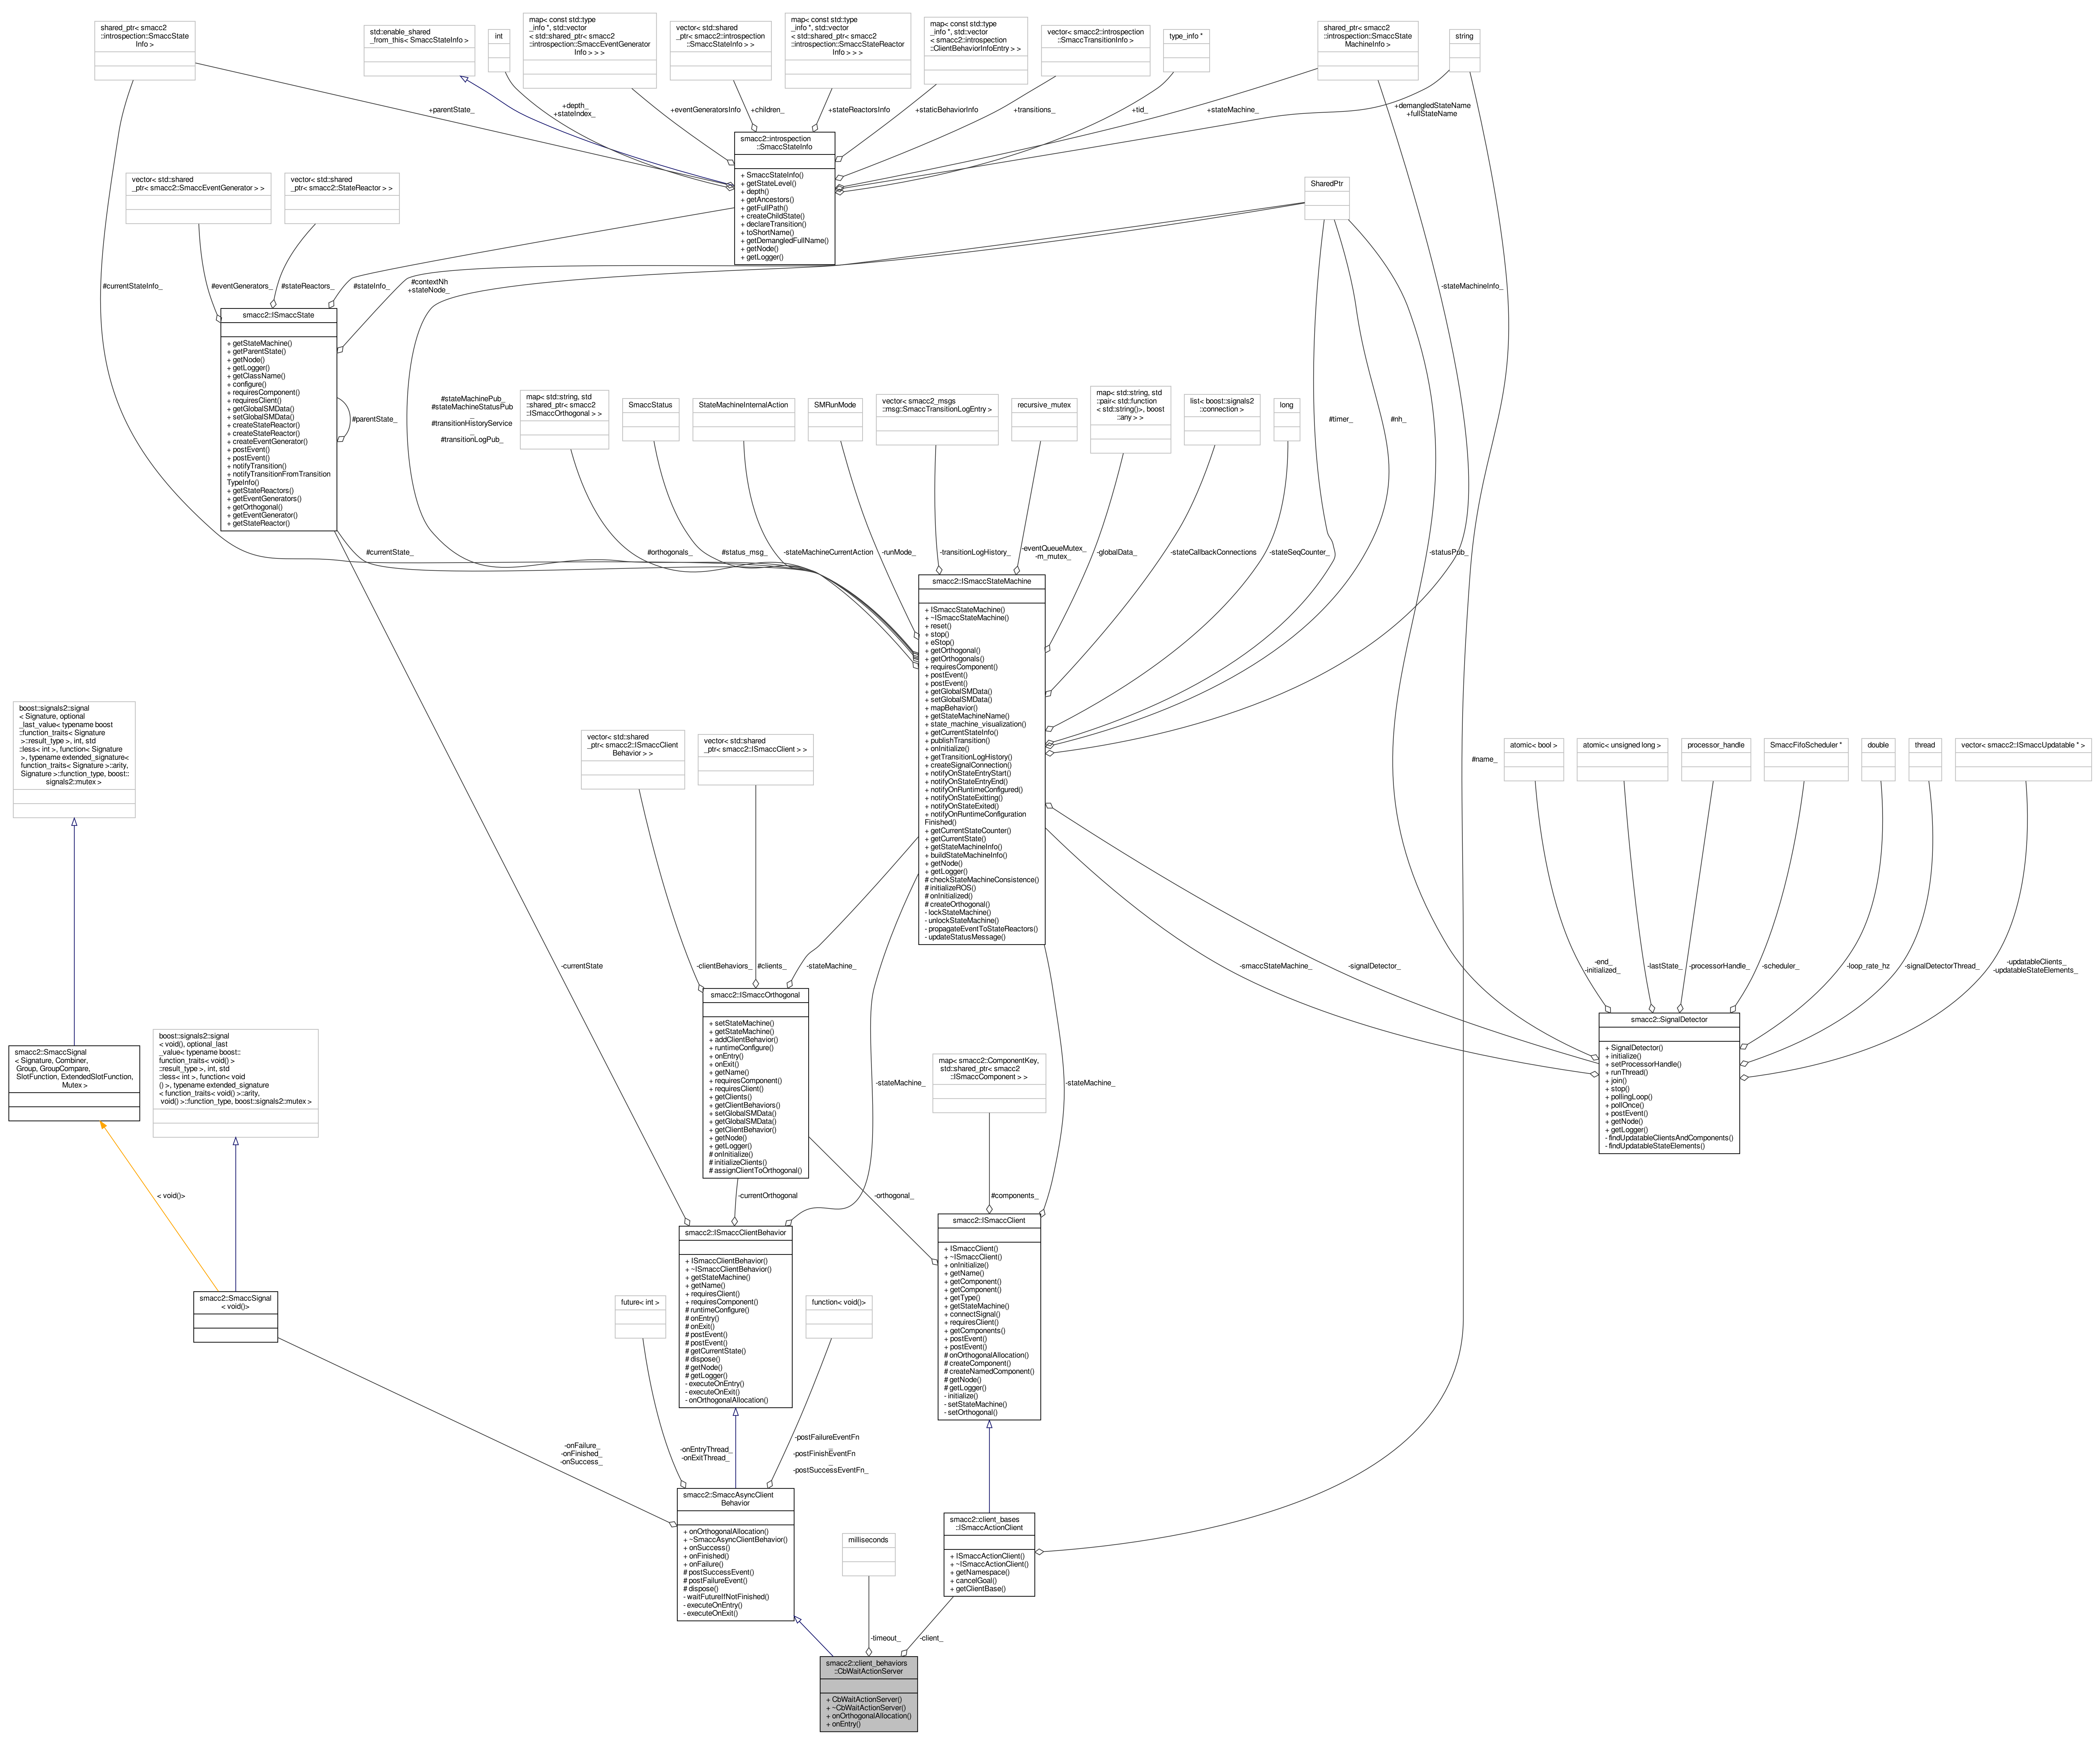 shared_ptr< smacc2
::introspection::SmaccState
Info >
std::enable_shared
_from_this< SmaccStateInfo >
int
map< const std::type
_info *, std::vector
< std::shared_ptr< smacc2
::introspection::SmaccEventGenerator
Info > > >
vector< std::shared
_ptr< smacc2::introspection
::SmaccStateInfo > >
map< const std::type
_info *, std::vector
< std::shared_ptr< smacc2
::introspection::SmaccStateReactor
Info > > >
map< const std::type
_info *, std::vector
< smacc2::introspection
::ClientBehaviorInfoEntry > >
vector< smacc2::introspection
::SmaccTransitionInfo >
type_info *
shared_ptr< smacc2
::introspection::SmaccState
MachineInfo >
string
+parentState_
+depth_
+stateIndex_
+eventGeneratorsInfo
+children_
+stateReactorsInfo
+staticBehaviorInfo
+transitions_
+tid_
+stateMachine_
+demangledStateName
+fullStateName
smacc2::introspection
::SmaccStateInfo
+ SmaccStateInfo()
+ getStateLevel()
+ depth()
+ getAncestors()
+ getFullPath()
+ createChildState()
+ declareTransition()
+ toShortName()
+ getDemangledFullName()
+ getNode()
+ getLogger()
vector< std::shared
_ptr< smacc2::SmaccEventGenerator > >
vector< std::shared
_ptr< smacc2::StateReactor > >
SharedPtr
#currentStateInfo_
#eventGenerators_
#stateReactors_
#stateInfo_
#contextNh
+stateNode_
-stateMachineInfo_
smacc2::ISmaccState
+ getStateMachine()
+ getParentState()
+ getNode()
+ getLogger()
+ getClassName()
+ configure()
+ requiresComponent()
+ requiresClient()
+ getGlobalSMData()
+ setGlobalSMData()
+ createStateReactor()
+ createStateReactor()
+ createEventGenerator()
+ postEvent()
+ postEvent()
+ notifyTransition()
+ notifyTransitionFromTransition
TypeInfo()
+ getStateReactors()
+ getEventGenerators()
+ getOrthogonal()
+ getEventGenerator()
+ getStateReactor()
#parentState_
#stateMachinePub_
#stateMachineStatusPub
_
#transitionHistoryService
_
#transitionLogPub_
map< std::string, std
::shared_ptr< smacc2
::ISmaccOrthogonal > >
SmaccStatus
StateMachineInternalAction
SMRunMode
vector< smacc2_msgs
::msg::SmaccTransitionLogEntry >
recursive_mutex
map< std::string, std
::pair< std::function
< std::string()>, boost
::any > >
list< boost::signals2
::connection >
long
#timer_
#nh_
#currentState_
#orthogonals_
#status_msg_
-stateMachineCurrentAction
-runMode_
-transitionLogHistory_
-eventQueueMutex_
-m_mutex_
-globalData_
-stateCallbackConnections
-stateSeqCounter_
-statusPub_
smacc2::ISmaccStateMachine
+ ISmaccStateMachine()
+ ~ISmaccStateMachine()
+ reset()
+ stop()
+ eStop()
+ getOrthogonal()
+ getOrthogonals()
+ requiresComponent()
+ postEvent()
+ postEvent()
+ getGlobalSMData()
+ setGlobalSMData()
+ mapBehavior()
+ getStateMachineName()
+ state_machine_visualization()
+ getCurrentStateInfo()
+ publishTransition()
+ onInitialize()
+ getTransitionLogHistory()
+ createSignalConnection()
+ notifyOnStateEntryStart()
+ notifyOnStateEntryEnd()
+ notifyOnRuntimeConfigured()
+ notifyOnStateExitting()
+ notifyOnStateExited()
+ notifyOnRuntimeConfiguration
Finished()
+ getCurrentStateCounter()
+ getCurrentState()
+ getStateMachineInfo()
+ buildStateMachineInfo()
+ getNode()
+ getLogger()
# checkStateMachineConsistence()
# initializeROS()
# onInitialized()
# createOrthogonal()
- lockStateMachine()
- unlockStateMachine()
- propagateEventToStateReactors()
- updateStatusMessage()
boost::signals2::signal
< Signature, optional
_last_value< typename boost
::function_traits< Signature
>::result_type >, int, std
::less< int >, function< Signature
>, typename extended_signature<
function_traits< Signature >::arity,
Signature >::function_type, boost::
signals2::mutex >
vector< std::shared
_ptr< smacc2::ISmaccClient
Behavior > >
vector< std::shared
_ptr< smacc2::ISmaccClient > >
#name_
atomic< bool >
atomic< unsigned long >
processor_handle
SmaccFifoScheduler *
double
thread
vector< smacc2::ISmaccUpdatable * >
-currentState
-clientBehaviors_
#clients_
-stateMachine_
-smaccStateMachine_
-signalDetector_
-end_
-initialized_
-lastState_
-processorHandle_
-scheduler_
-loop_rate_hz
-signalDetectorThread_
-updatableClients_
-updatableStateElements_
smacc2::ISmaccOrthogonal
+ setStateMachine()
+ getStateMachine()
+ addClientBehavior()
+ runtimeConfigure()
+ onEntry()
+ onExit()
+ getName()
+ requiresComponent()
+ requiresClient()
+ getClients()
+ getClientBehaviors()
+ setGlobalSMData()
+ getGlobalSMData()
+ getClientBehavior()
+ getNode()
+ getLogger()
# onInitialize()
# initializeClients()
# assignClientToOrthogonal()
smacc2::SignalDetector
+ SignalDetector()
+ initialize()
+ setProcessorHandle()
+ runThread()
+ join()
+ stop()
+ pollingLoop()
+ pollOnce()
+ postEvent()
+ getNode()
+ getLogger()
- findUpdatableClientsAndComponents()
- findUpdatableStateElements()
smacc2::SmaccSignal
< Signature, Combiner,
Group, GroupCompare,
SlotFunction, ExtendedSlotFunction,
Mutex >
boost::signals2::signal
< void(), optional_last
_value< typename boost::
function_traits< void() >
::result_type >, int, std
::less< int >, function< void
() >, typename extended_signature
< function_traits< void() >::arity,
void() >::function_type, boost::signals2::mutex >
-stateMachine_
map< smacc2::ComponentKey,
std::shared_ptr< smacc2
::ISmaccComponent > >
-stateMachine_
< void()>
-currentOrthogonal
-orthogonal_
#components_
smacc2::ISmaccClientBehavior
+ ISmaccClientBehavior()
+ ~ISmaccClientBehavior()
+ getStateMachine()
+ getName()
+ requiresClient()
+ requiresComponent()
# runtimeConfigure()
# onEntry()
# onExit()
# postEvent()
# postEvent()
# getCurrentState()
# dispose()
# getNode()
# getLogger()
- executeOnEntry()
- executeOnExit()
- onOrthogonalAllocation()
smacc2::ISmaccClient
+ ISmaccClient()
+ ~ISmaccClient()
+ onInitialize()
+ getName()
+ getComponent()
+ getComponent()
+ getType()
+ getStateMachine()
+ connectSignal()
+ requiresClient()
+ getComponents()
+ postEvent()
+ postEvent()
# onOrthogonalAllocation()
# createComponent()
# createNamedComponent()
# getNode()
# getLogger()
- initialize()
- setStateMachine()
- setOrthogonal()
smacc2::SmaccSignal
< void()>
future< int >
function< void()>
-onFailure_
-onFinished_
-onSuccess_
-onEntryThread_
-onExitThread_
-postFailureEventFn
_
-postFinishEventFn
_
-postSuccessEventFn_
smacc2::SmaccAsyncClient
Behavior
+ onOrthogonalAllocation()
+ ~SmaccAsyncClientBehavior()
+ onSuccess()
+ onFinished()
+ onFailure()
# postSuccessEvent()
# postFailureEvent()
# dispose()
- waitFutureIfNotFinished()
- executeOnEntry()
- executeOnExit()
milliseconds
smacc2::client_bases
::ISmaccActionClient
+ ISmaccActionClient()
+ ~ISmaccActionClient()
+ getNamespace()
+ cancelGoal()
+ getClientBase()
-timeout_
-client_
smacc2::client_behaviors
::CbWaitActionServer
+ CbWaitActionServer()
+ ~CbWaitActionServer()
+ onOrthogonalAllocation()
+ onEntry()